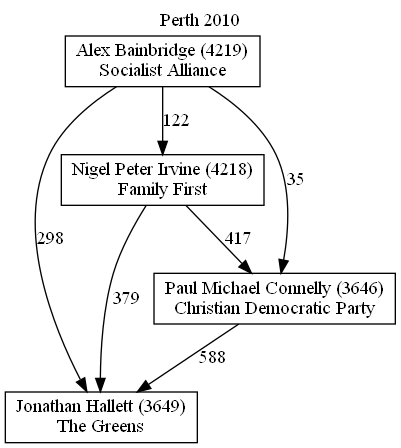 Perth 2010
Alex Bainbridge (4219)
Socialist Alliance
122
Nigel Peter Irvine (4218)
Family First
35
298
379
417
Paul Michael Connelly (3646)
Christian Democratic Party
588
Jonathan Hallett (3649)
The Greens